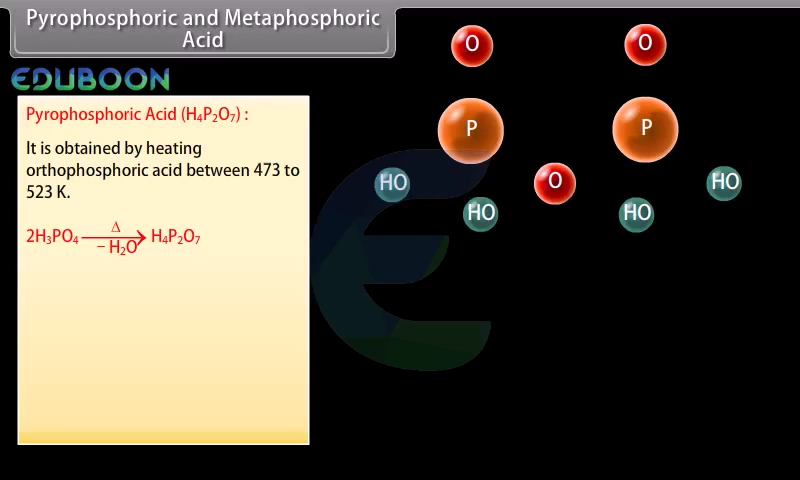 Pyrophosphoric and Metaphosphoric
Acid
EDUBOON
Pyrophosphoric Acid (H₄P₂O₇) :
It is obtained by heating
orthophosphoric acid between 473 to
523 K.
Δ
2H₃PO₄ ⟶ H₄P₂O₇
– H₂O
O O
P P
HO O HO
HO HO